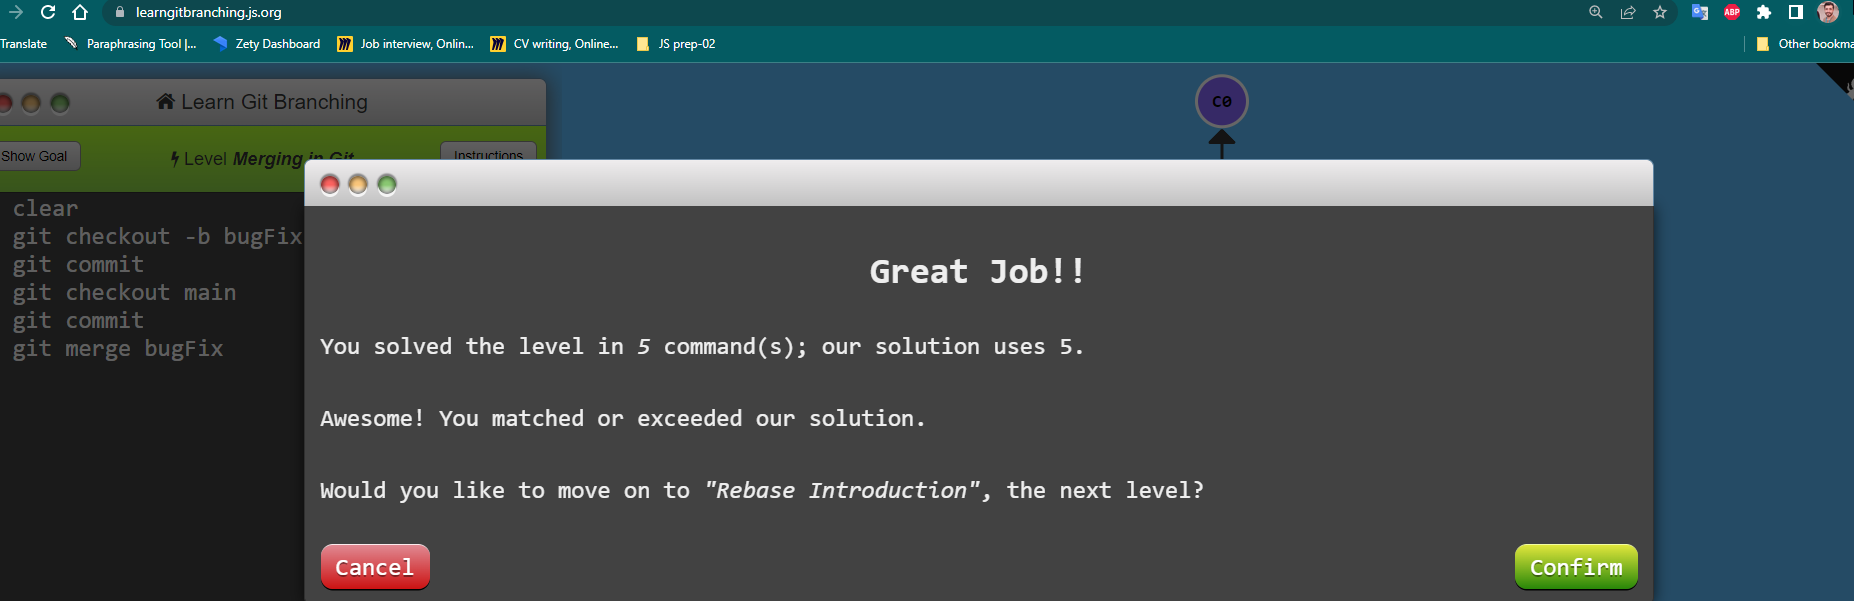 learngitbranching.js.org
Translate
Paraphrasing Tool |...
Zety Dashboard
Job interview, Onlin...
CV writing, Online...
JS prep-02
Other bookma
ABP
Learn Git Branching
C0
Show Goal
Level Merging in Git
Instructions
clear
git checkout -b bugFix
git commit
git checkout main
git commit
git merge bugFix
Great Job!!
You solved the level in 5 command(s); our solution uses 5.
Awesome! You matched or exceeded our solution.
Would you like to move on to "Rebase Introduction", the next level?
Cancel
Confirm